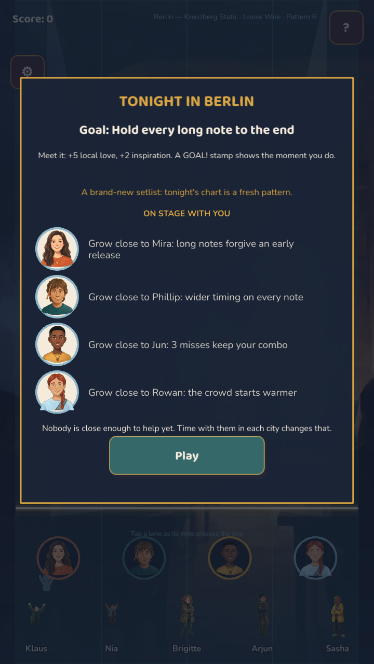 Score: 0
Berlin — Kreuzberg Stato · Loose Wire · Pattern R
?
TONIGHT IN BERLIN
Goal: Hold every long note to the end
Meet it: +5 local love, +2 inspiration. A GOAL! stamp shows the moment you do.
A brand-new setlist: tonight's chart is a fresh pattern.
ON STAGE WITH YOU
Grow close to Mira: long notes forgive an early
release
Grow close to Phillip: wider timing on every note
Grow close to Jun: 3 misses keep your combo
Grow close to Rowan: the crowd starts warmer
Nobody is close enough to help yet. Time with them in each city changes that.
Play
Klaus
Nia
Brigitte
Arjun
Sasha